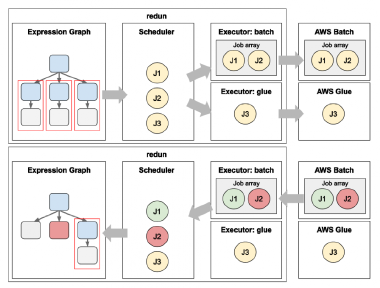 redun
Expression Graph
Scheduler
Executor: batch
AWS Batch
Job array
Job array
J1
J2
J3
J1
J2
J1
J2
Executor: glue
AWS Glue
J3
J3
redun
Expression Graph
Scheduler
Executor: batch
AWS Batch
Job array
Job array
J1
J2
J3
J1
J2
J1
J2
Executor: glue
AWS Glue
J3
J3